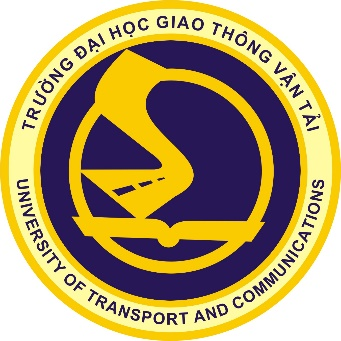 TRƯỜNG ĐẠI HỌC GIAO THÔNG VẬN TẢI
UNIVERSITY OF TRANSPORT AND COMMUNICATIONS